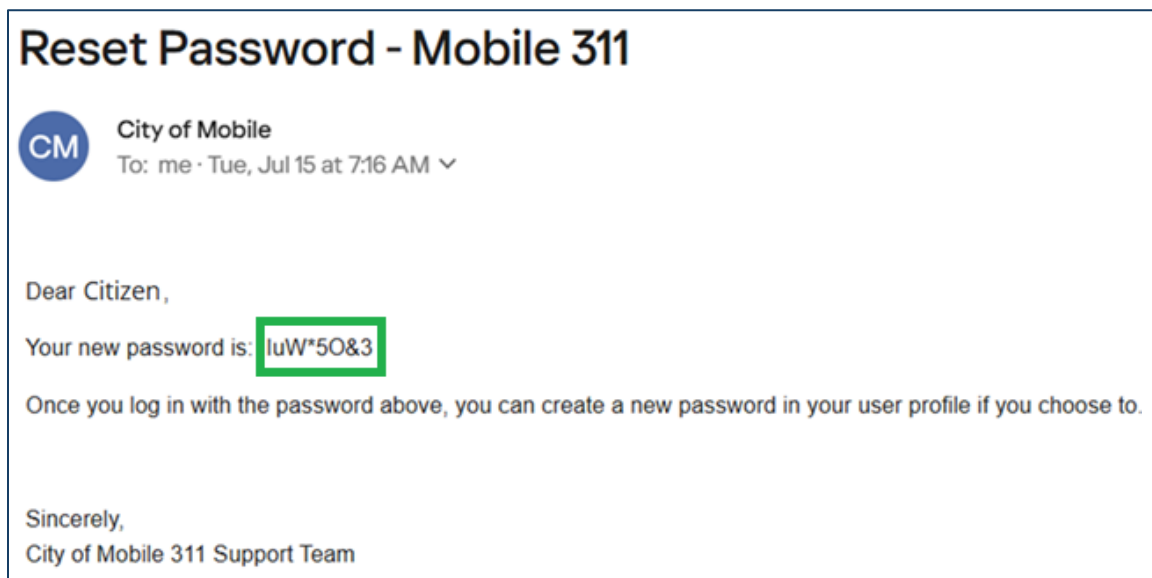 Reset Password - Mobile 311
CM
City of Mobile
To: me · Tue, Jul 15 at 7:16 AM
Dear Citizen,
Your new password is: IuW*5O&3
Once you log in with the password above, you can create a new password in your user profile if you choose to.
Sincerely,
City of Mobile 311 Support Team